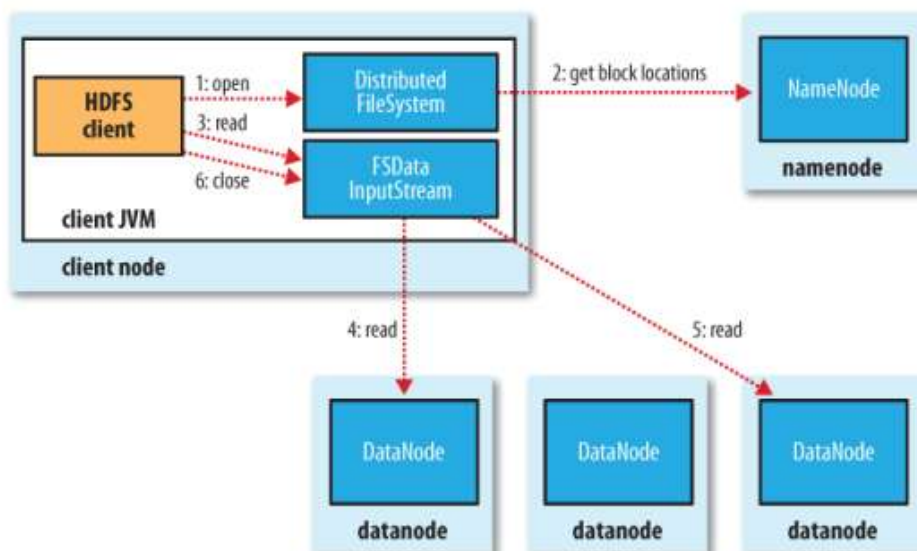 HDFS
client
1: open
3: read
6: close
Distributed
FileSystem
FSData
InputStream
client JVM
client node
2: get block locations
NameNode
namenode
4: read
5: read
DataNode
datanode
DataNode
datanode
DataNode
datanode